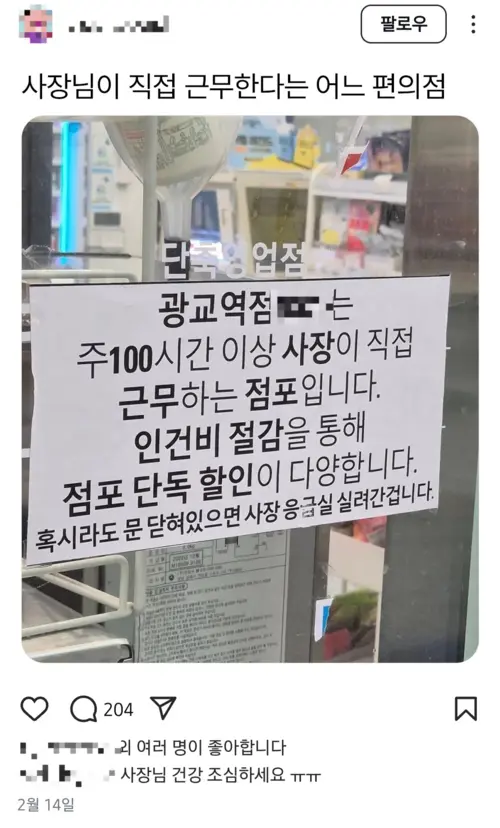 팔로우
사장님이 직접 근무한다는 어느 편의점
광교역점 는
주100시간 이상 사장이 직접
근무하는 점포입니다.
인건비 절감을 통해
점포 단독 할인이 다양합니다.
혹시라도 문 닫혀있으면 사장 응급실 실려간겁니다.
204
외 여러 명이 좋아합니다
사장님 건강 조심하세요 ㅠㅠ
2월 14일